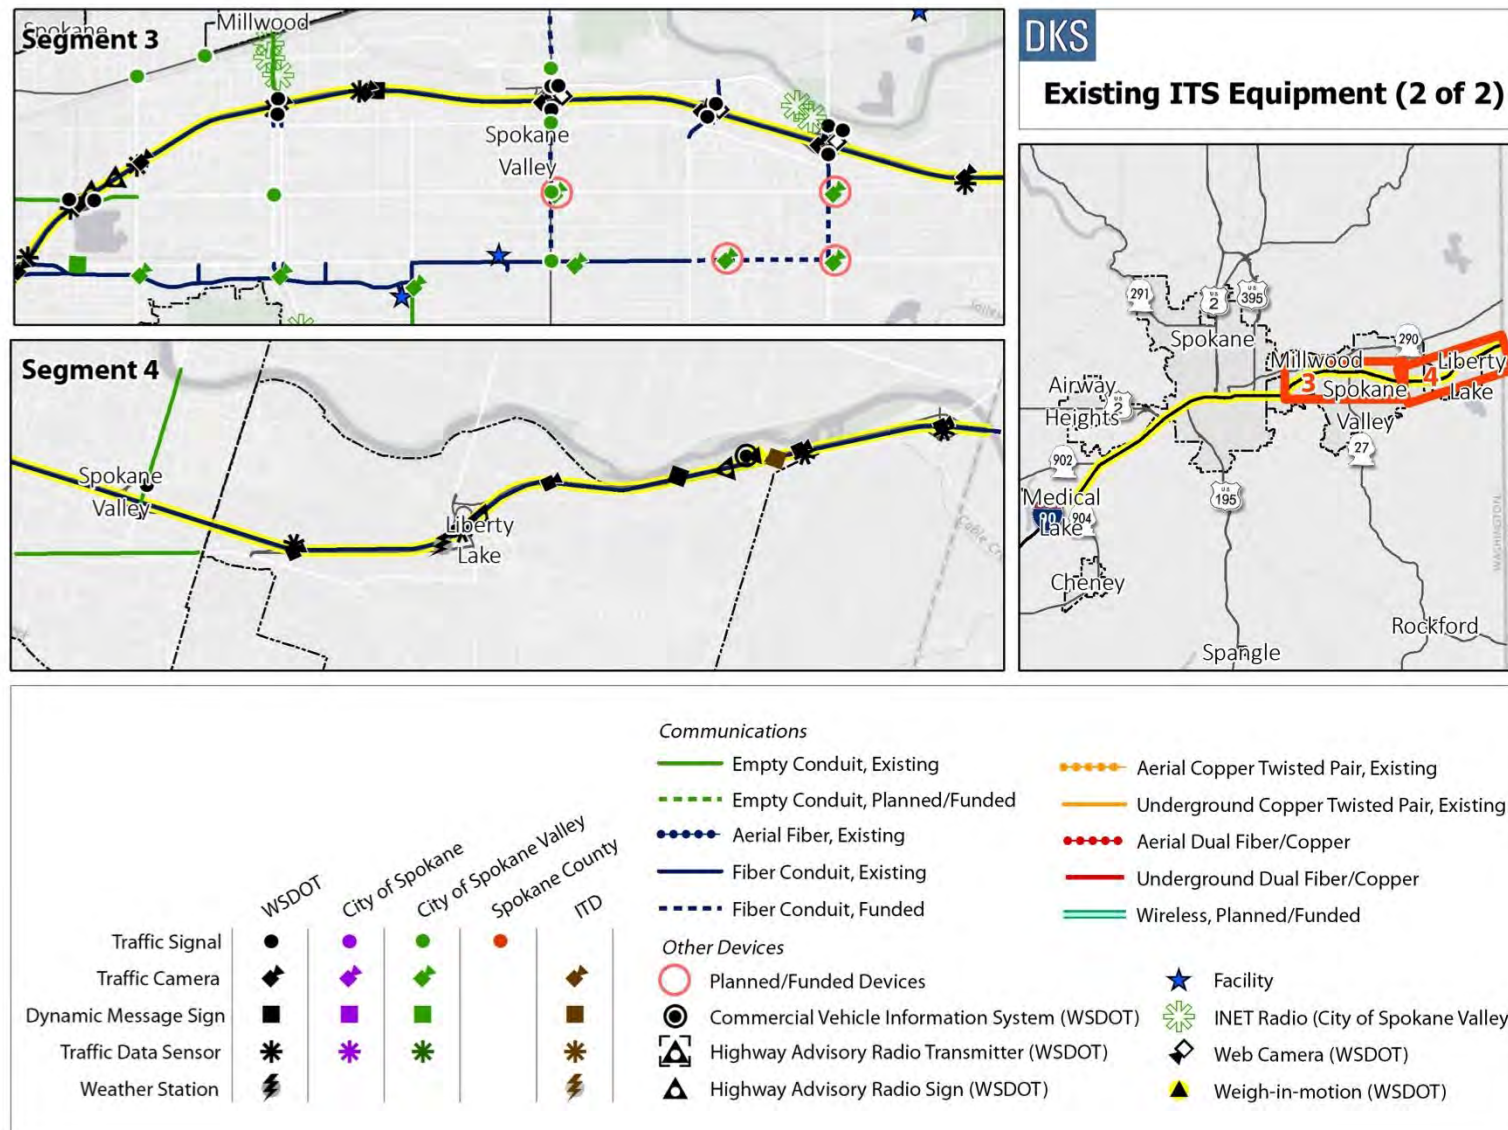 Segment 3
Spokane
Millwood
Spokane
Valley
DKS
Existing ITS Equipment (2 of 2)
Segment 4
Spokane
Valley
Liberty
Lake
291
US
2
US
395
Spokane
290
Millwood
Liberty
Lake
3
4
Spokane
Valley
Airway
Heights
2
27
902
US
195
Medical
Lake
90
904
Cheney
WASHINGTON
Rockford
Spangle
Communications
Empty Conduit, Existing
Empty Conduit, Planned/Funded
Aerial Fiber, Existing
Fiber Conduit, Existing
Fiber Conduit, Funded
Aerial Copper Twisted Pair, Existing
Underground Copper Twisted Pair, Existing
Aerial Dual Fiber/Copper
Underground Dual Fiber/Copper
Wireless, Planned/Funded
WSDOT
City of Spokane
City of Spokane Valley
Spokane County
ITD
Traffic Signal
Traffic Camera
Dynamic Message Sign
Traffic Data Sensor
Weather Station
Other Devices
Planned/Funded Devices
Commercial Vehicle Information System (WSDOT)
Highway Advisory Radio Transmitter (WSDOT)
Highway Advisory Radio Sign (WSDOT)
Facility
INET Radio (City of Spokane Valley
Web Camera (WSDOT)
Weigh-in-motion (WSDOT)